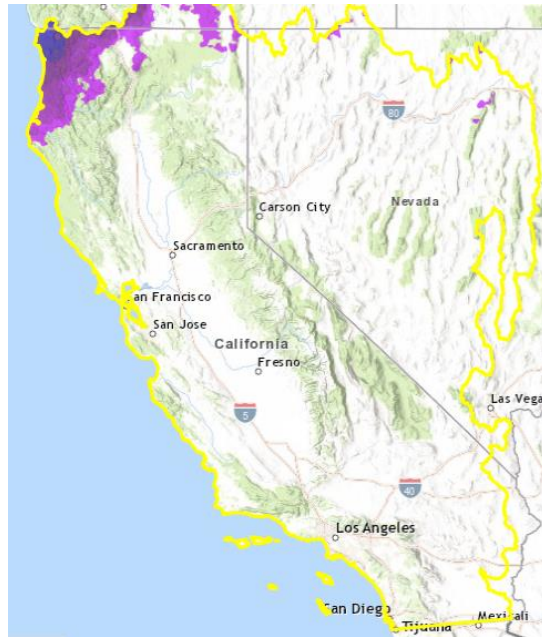 80
Carson City
Nevada
Sacramento
an Francisco
San Jose
California
Fresno
5
Las Vega
40
Los Angeles
San Diego
Tijuana
Mexicali